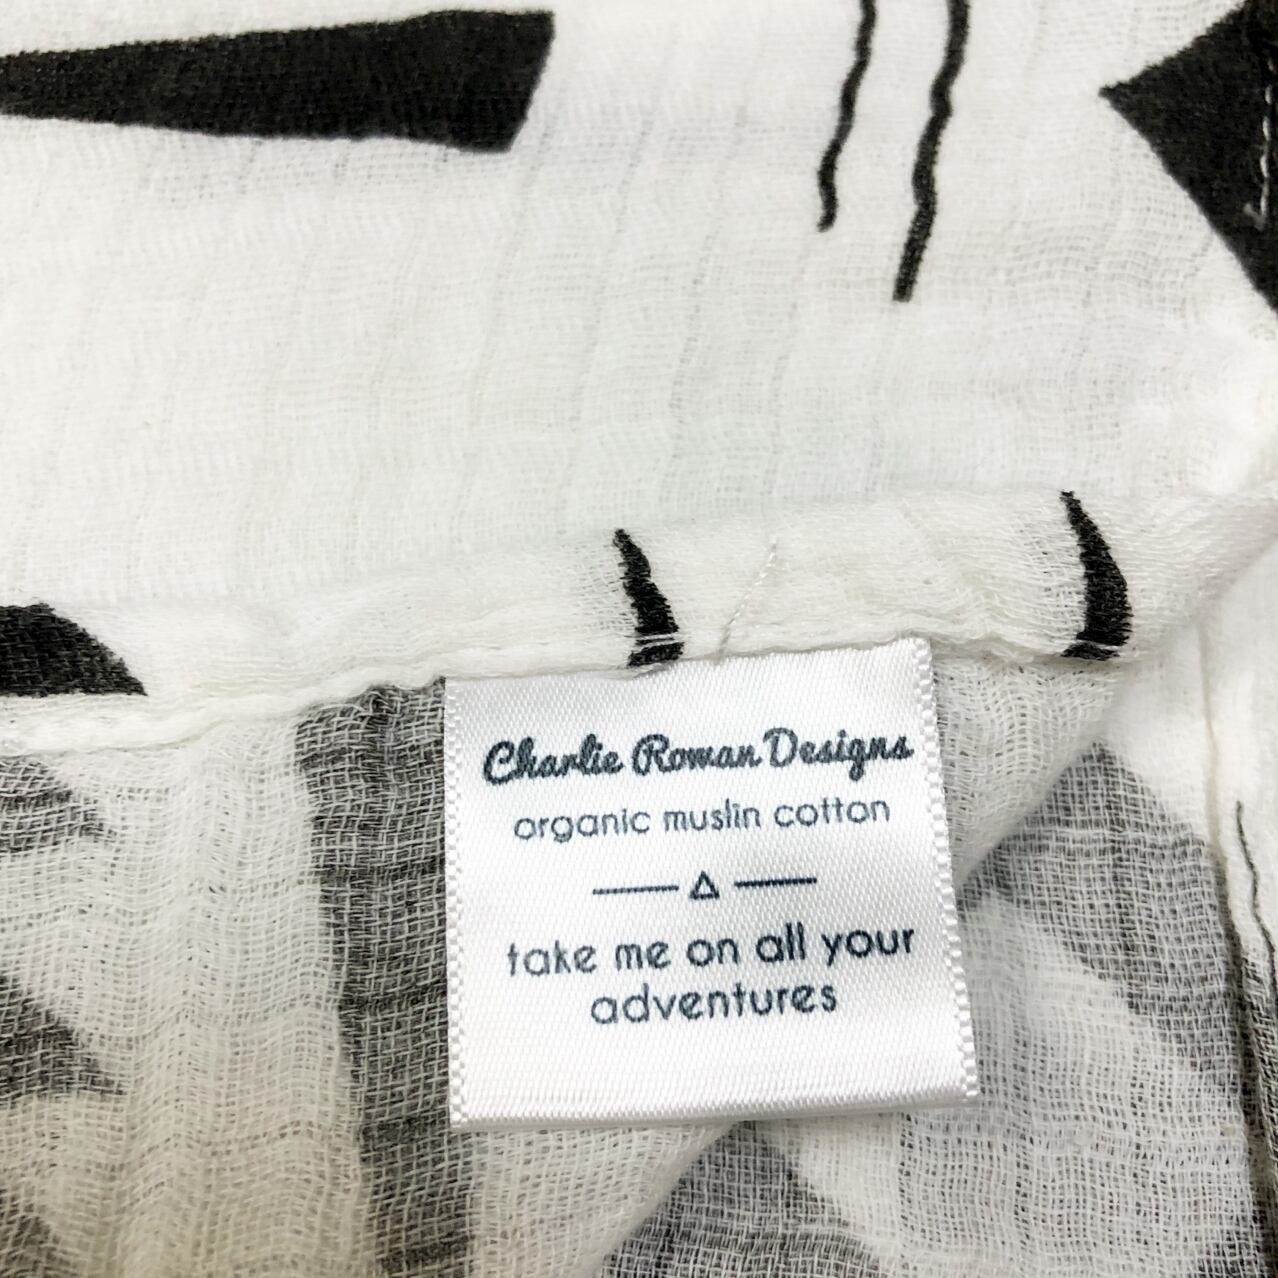 Charlie Rowan Designs
organic muslin cotton
take me on all your
adventures